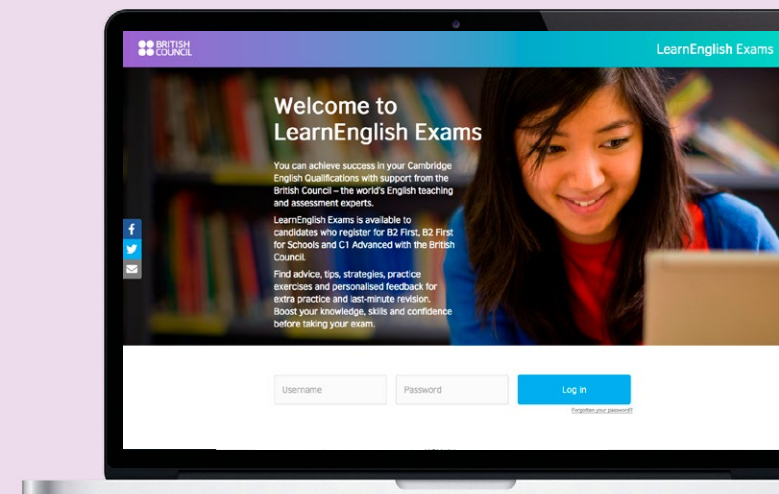 BRITISH
COUNCIL
LearnEnglish Exams
Welcome to
LearnEnglish Exams
You can achieve success in your Cambridge
English Qualifications with support from the
British Council – the world's English teaching
and assessment experts.
LearnEnglish Exams is available to
candidates who register for B2 First, B2 First
for Schools and C1 Advanced with the British
Council.
Find advice, tips, strategies, practice
exercises and personalised feedback for
extra practice and last-minute revision.
Boost your knowledge, skills and confidence
before taking your exam.
f
Username
Password
Log in
Forgotten your password?